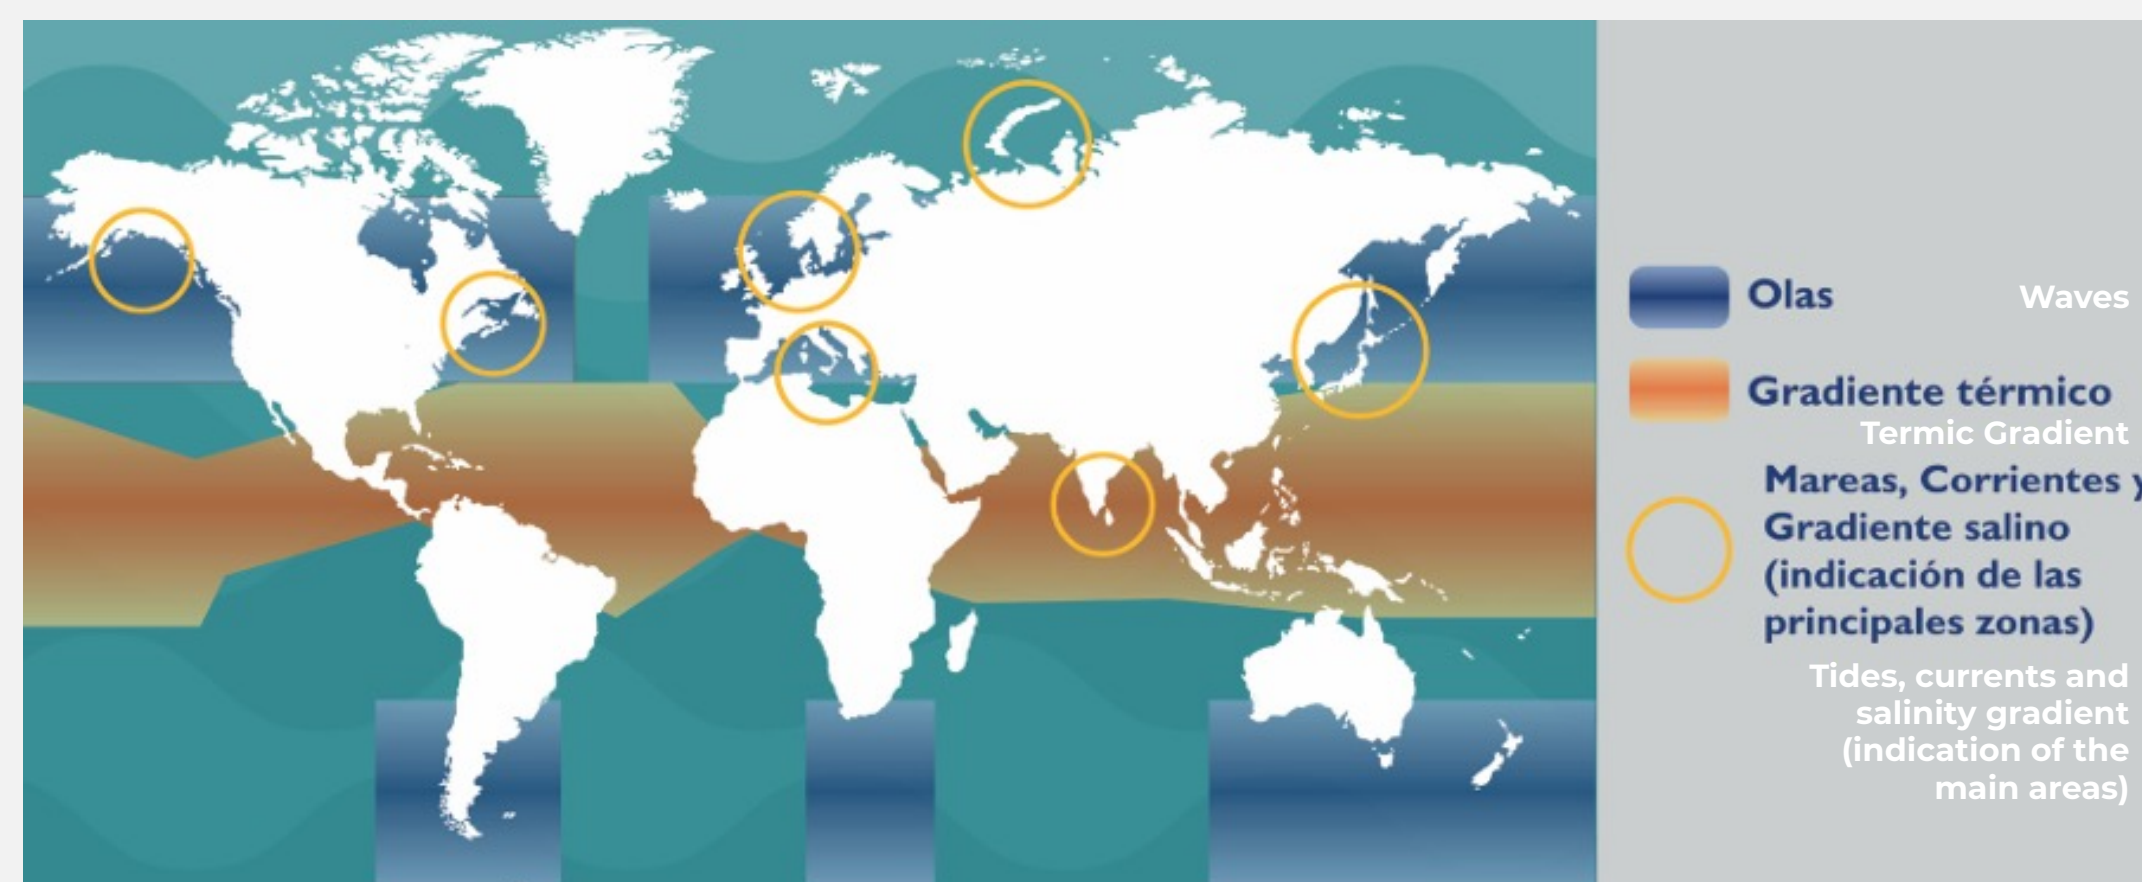 Olas
Waves
Gradiente térmico
Termic Gradient
Mareas, Corrientes y
Gradiente salino
(indicación de las
principales zonas)
Tides, currents and
salinity gradient
(indication of the
main areas)